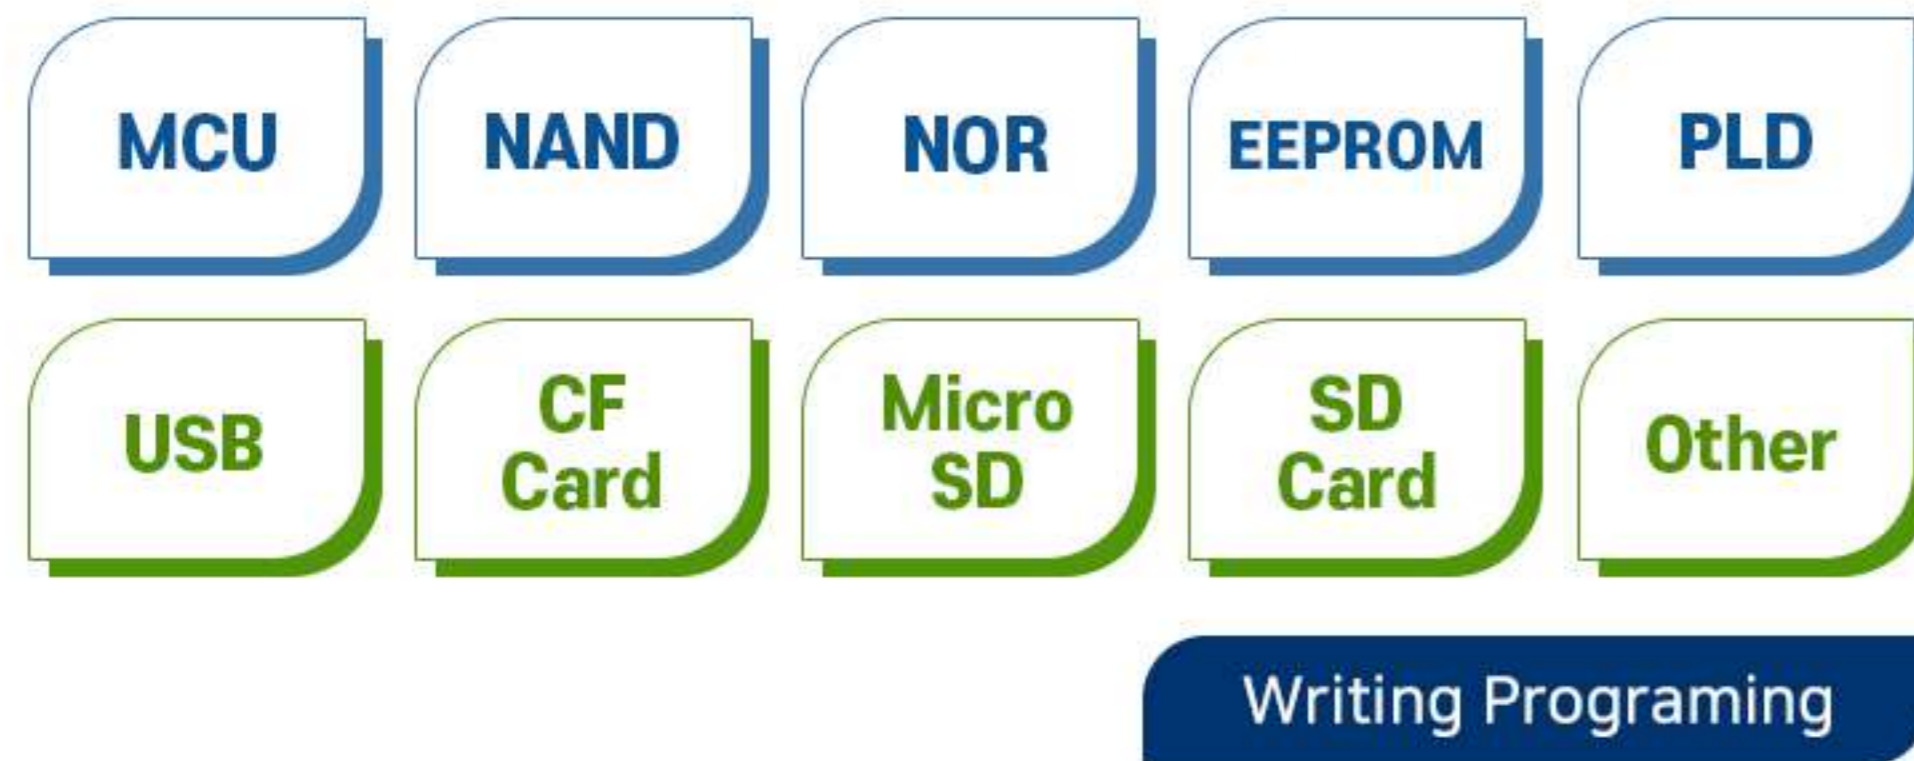 MCU
NAND
NOR
EEPROM
PLD
USB
CF
Card
Micro
SD
SD
Card
Other
Writing Programing